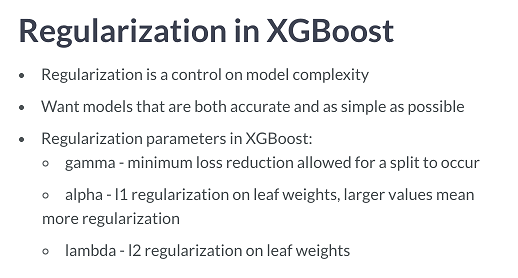 Regularization in XGBoost
• Regularization is a control on model complexity
• Want models that are both accurate and as simple as possible
• Regularization parameters in XGBoost:
◦ gamma - minimum loss reduction allowed for a split to occur
◦ alpha - l1 regularization on leaf weights, larger values mean
more regularization
◦ lambda - l2 regularization on leaf weights